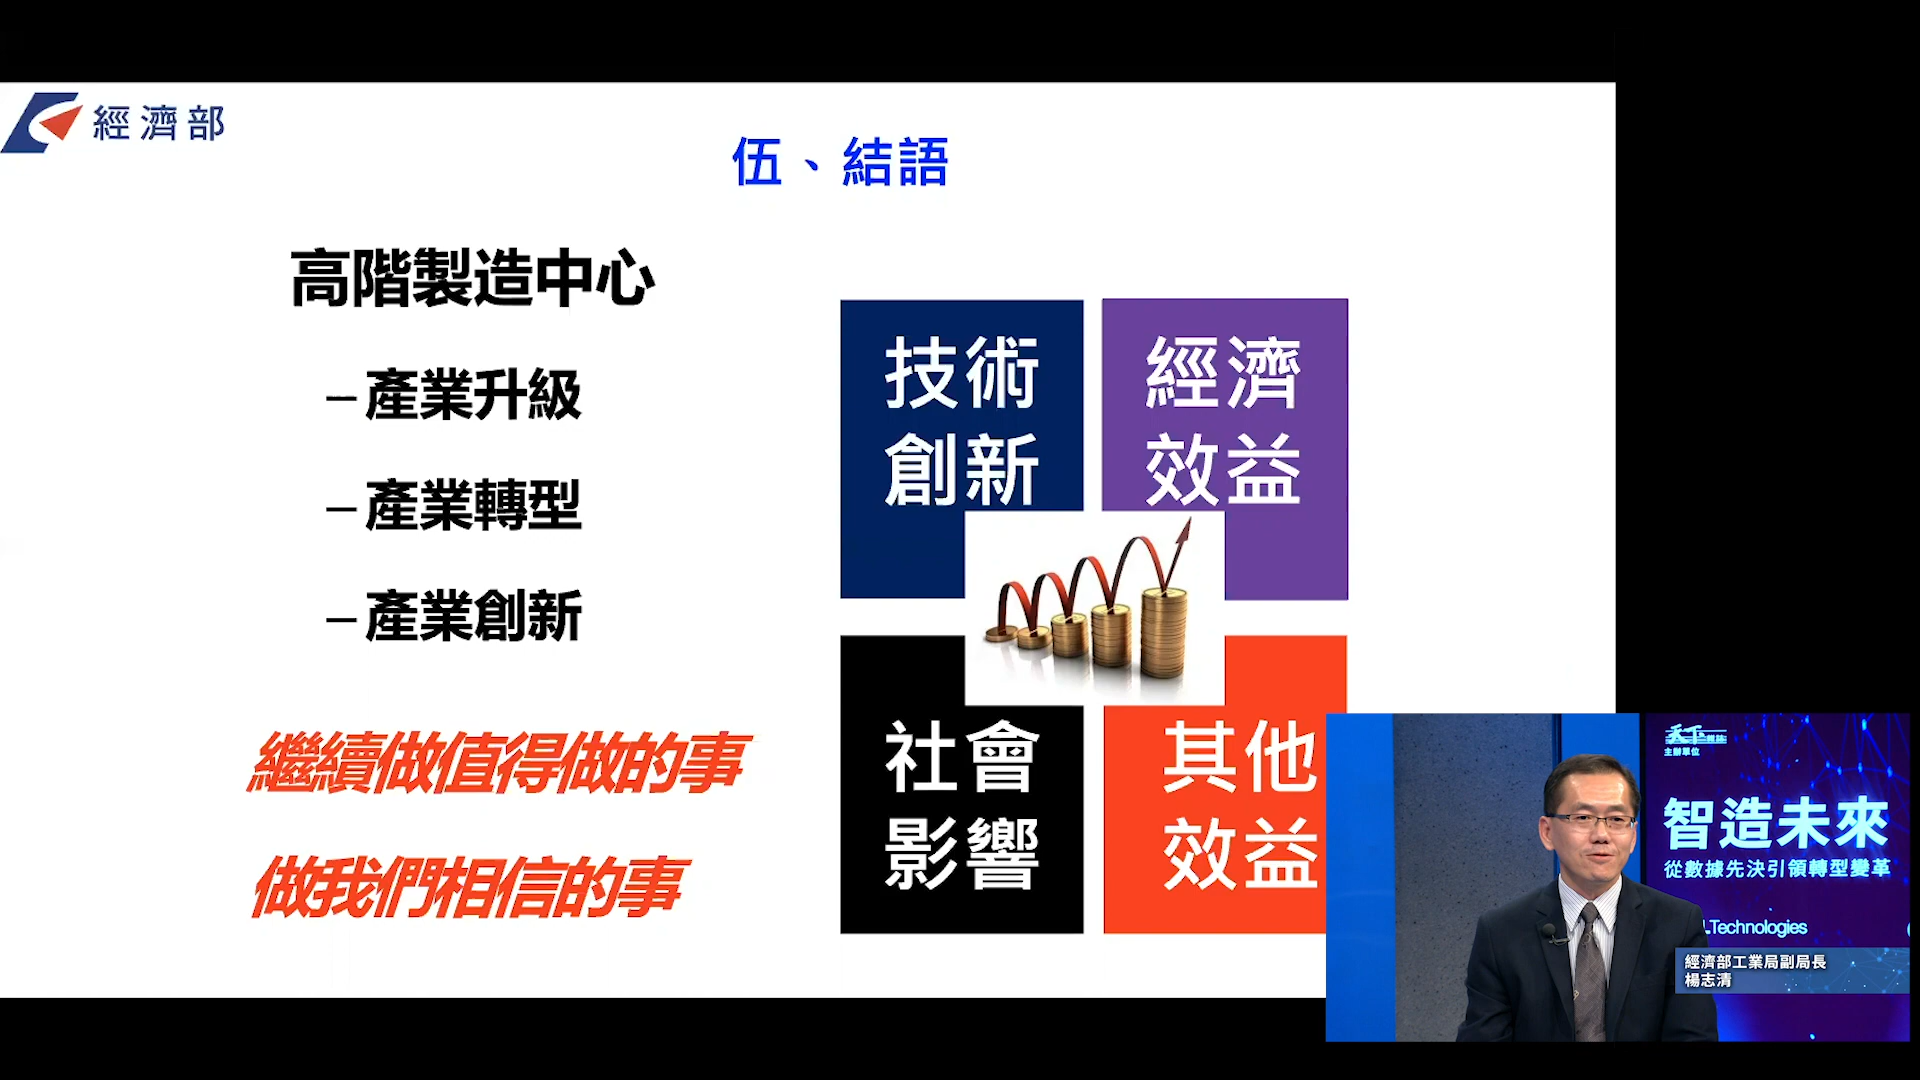 經濟部
伍、結語
高階製造中心
–產業升級
–產業轉型
–產業創新
繼續做值得做的事
做我們相信的事
技術
創新
經濟
效益
社會
影響
其他
效益
天下雜誌
主辦單位
智造未來
從數據先決引領轉型變革
Technologies
經濟部工業局副局長
楊志清